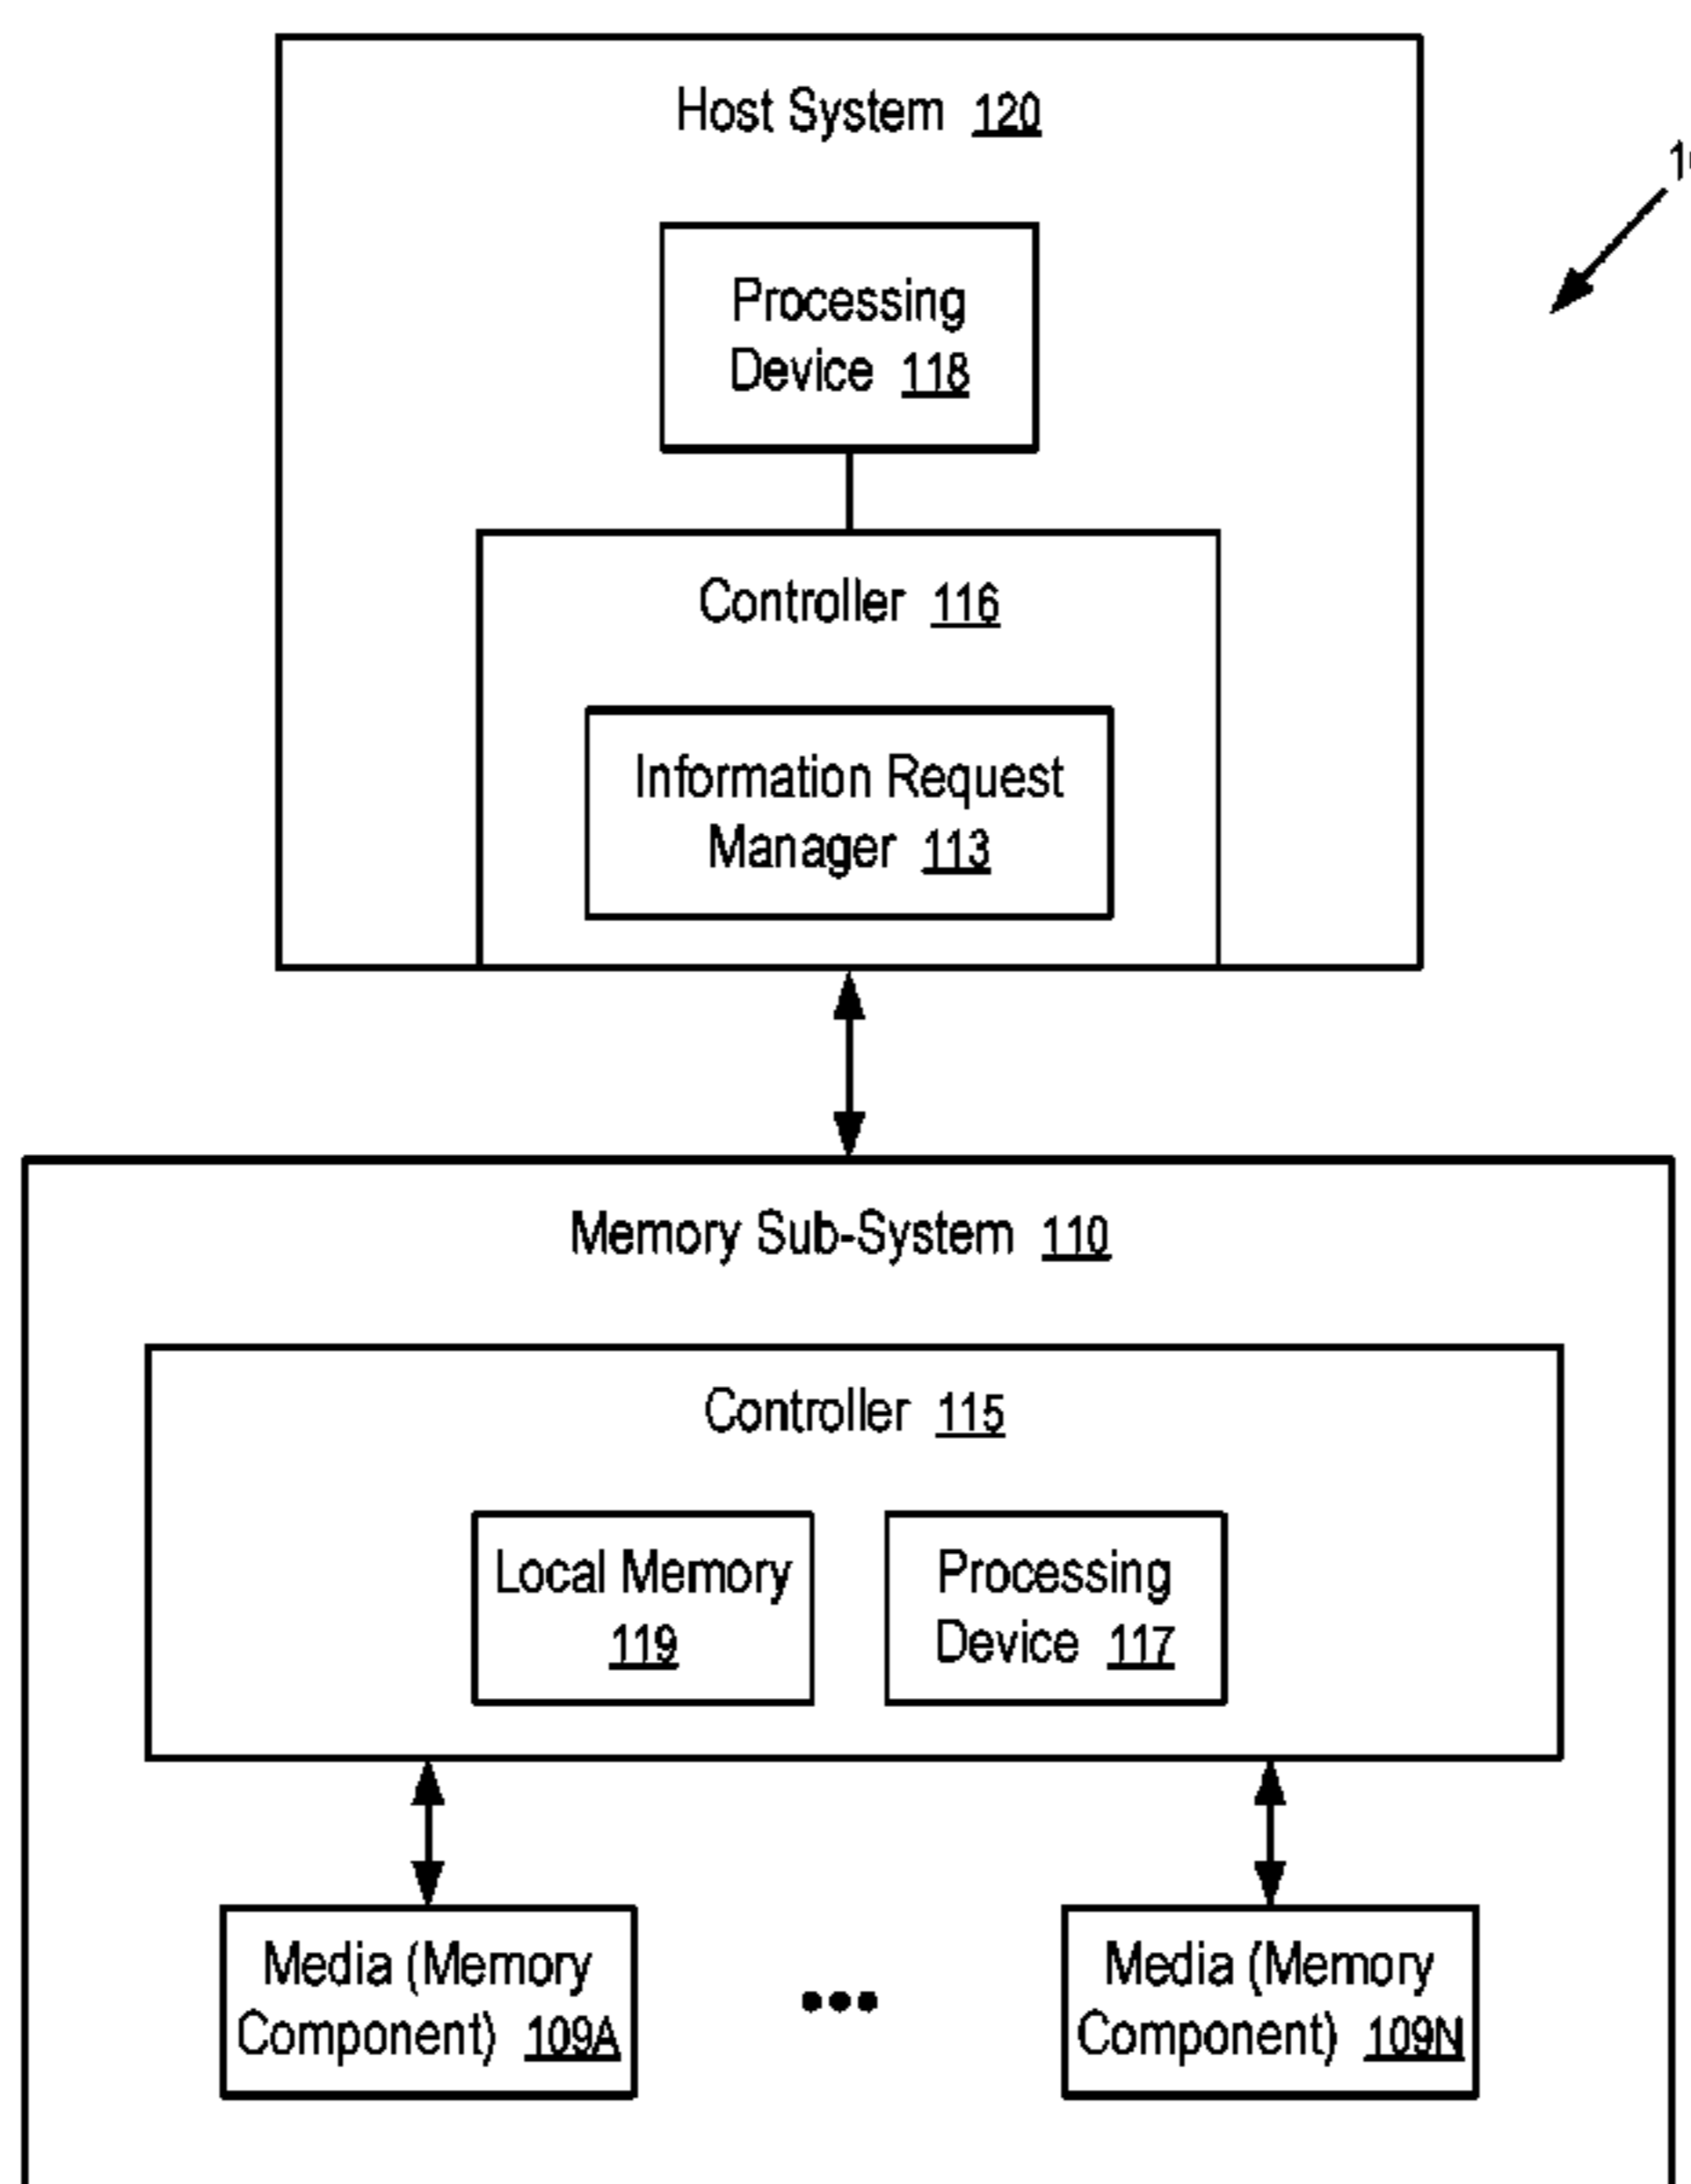 Host System 120
Processing
Device 118
Controller 116
Information Request
Manager 113
Memory Sub-System 110
Controller 115
Local Memory
119
Processing
Device 117
Media (Memory
Component) 109A
•••
Media (Memory
Component) 109N